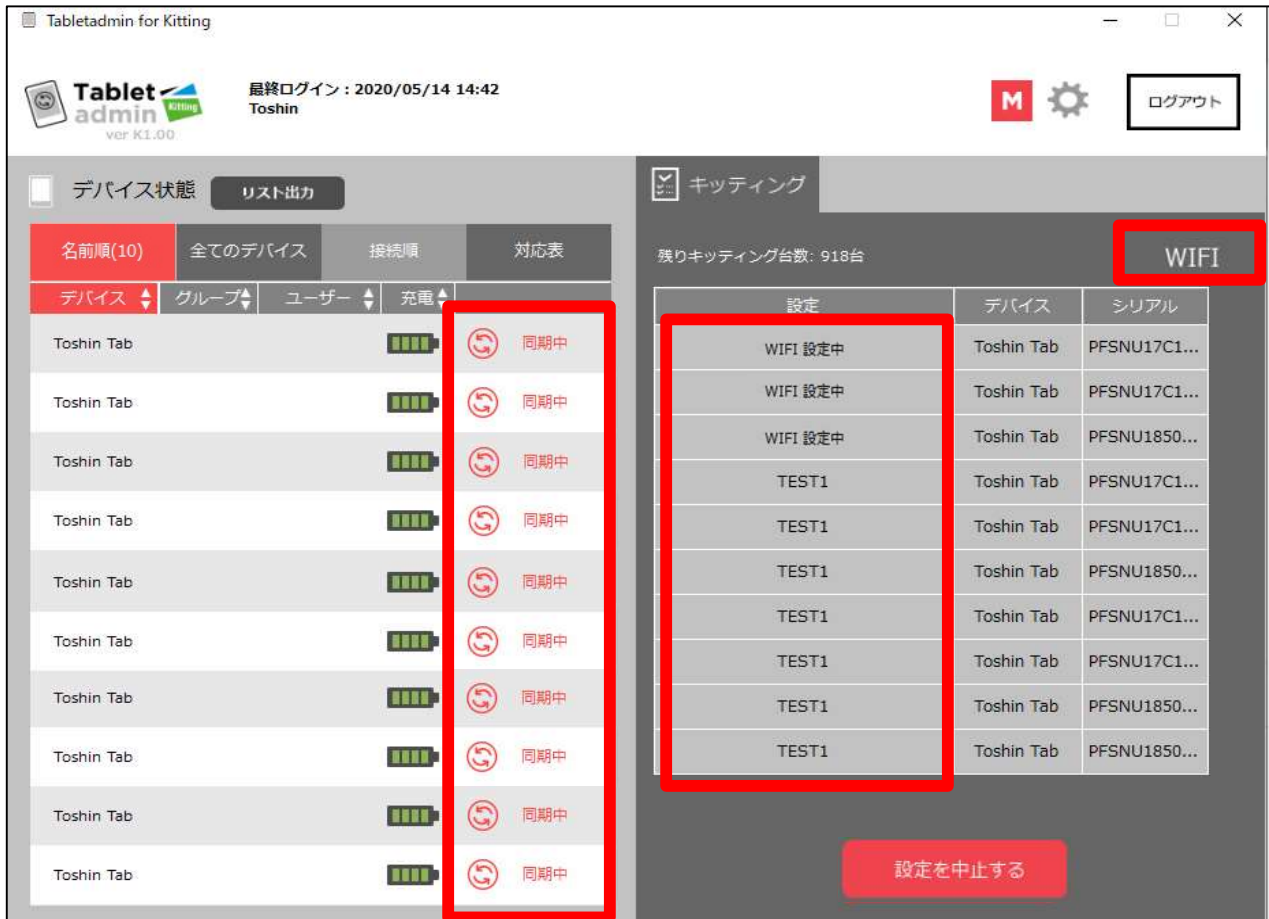 Tabletadmin for Kitting
Tablet
admin Kitting
ver K1.00
最終ログイン：2020/05/14 14:42
Toshin
M
ログアウト
デバイス状態 リスト出力
名前順(10) 全てのデバイス 接続順 対応表
デバイス グループ ユーザー 充電
Toshin Tab 同期中
Toshin Tab 同期中
Toshin Tab 同期中
Toshin Tab 同期中
Toshin Tab 同期中
Toshin Tab 同期中
Toshin Tab 同期中
Toshin Tab 同期中
Toshin Tab 同期中
Toshin Tab 同期中
キッティング
残りキッティング台数: 918台 WIFI
設定 デバイス シリアル
WIFI 設定中 Toshin Tab PFSNU17C1...
WIFI 設定中 Toshin Tab PFSNU17C1...
WIFI 設定中 Toshin Tab PFSNU1850...
TEST1 Toshin Tab PFSNU17C1...
TEST1 Toshin Tab PFSNU17C1...
TEST1 Toshin Tab PFSNU1850...
TEST1 Toshin Tab PFSNU17C1...
TEST1 Toshin Tab PFSNU17C1...
TEST1 Toshin Tab PFSNU1850...
TEST1 Toshin Tab PFSNU1850...
設定を中止する